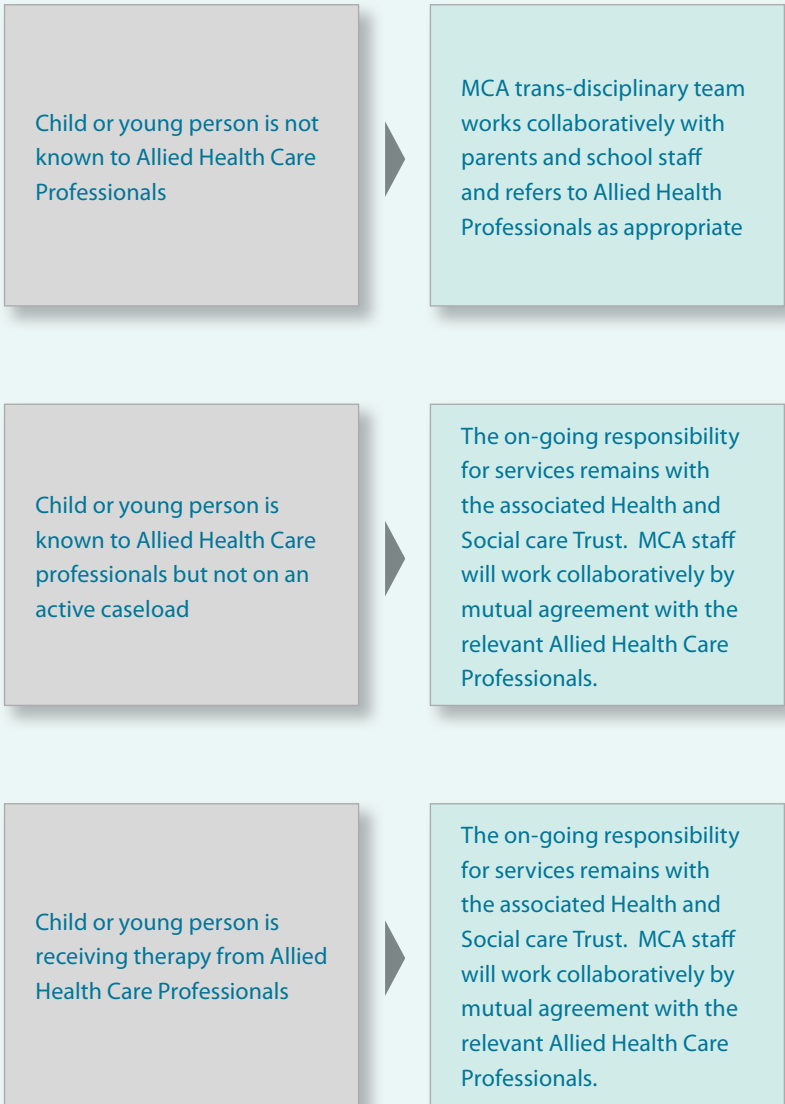 Child or young person is not
known to Allied Health Care
Professionals
MCA trans-disciplinary team
works collaboratively with
parents and school staff
and refers to Allied Health
Professionals as appropriate
Child or young person is
known to Allied Health Care
professionals but not on an
active caseload
The on-going responsibility
for services remains with
the associated Health and
Social care Trust.  MCA staff
will work collaboratively by
mutual agreement with the
relevant Allied Health Care
Professionals.
Child or young person is
receiving therapy from Allied
Health Care Professionals
The on-going responsibility
for services remains with
the associated Health and
Social care Trust.  MCA staff
will work collaboratively by
mutual agreement with the
relevant Allied Health Care
Professionals.